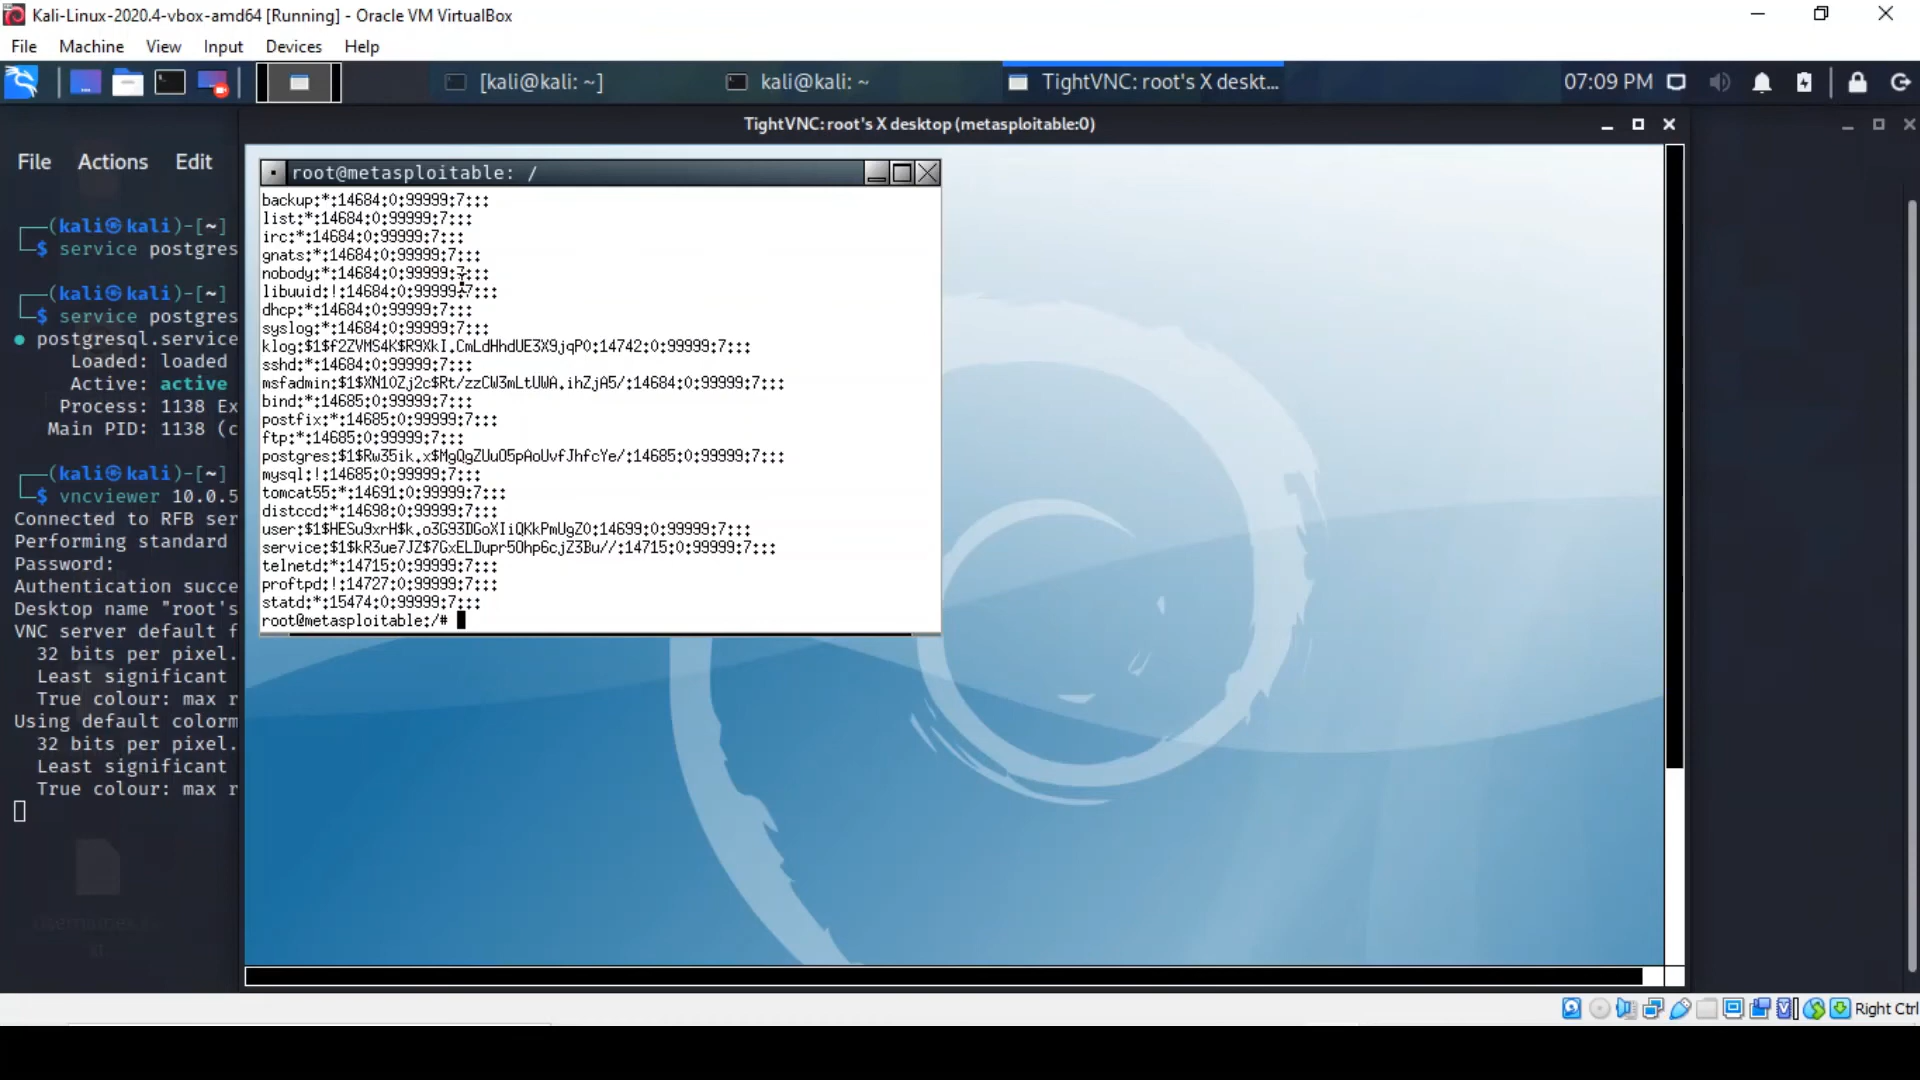 Kali-Linux-2020.4-vbox-amd64 [Running] - Oracle VM VirtualBox
File Machine View Input Devices Help
[kali@kali: ~]
kali@kali: ~
TightVNC: root's X deskt...
07:09 PM
TightVNC: root's X desktop (metasploitable:0)
File Actions Edit
(kali㉿kali)-[~]
$ service postgres
(kali㉿kali)-[~]
$ service postgres
● postgresql.service
Loaded: loaded
Active: active
Process: 1138 Ex
Main PID: 1138 (c
(kali㉿kali)-[~]
$ vncviewer 10.0.5
Connected to RFB ser
Performing standard
Password:
Authentication succe
Desktop name "root's
VNC server default f
32 bits per pixel.
Least significant
True colour: max r
Using default colorm
32 bits per pixel.
Least significant
True colour: max r
root@metasploitable: /
backup:*:14684:0:99999:7:::
list:*:14684:0:99999:7:::
irc:*:14684:0:99999:7:::
gnats:*:14684:0:99999:7:::
nobody:*:14684:0:99999:7:::
libuuid:!:14684:0:99999:7:::
dhcp:*:14684:0:99999:7:::
syslog:*:14684:0:99999:7:::
klog:$1$f2ZVMS4K$R9XkI.CmLdHhdUE3X9jqP0:14742:0:99999:7:::
sshd:*:14684:0:99999:7:::
msfadmin:$1$XN10Zj2c$Rt/zzCW3mLtUWA.ihZjA5/:14684:0:99999:7:::
bind:*:14685:0:99999:7:::
postfix:*:14685:0:99999:7:::
ftp:*:14685:0:99999:7:::
postgres:$1$Rw35ik.x$MgQgZUuO5pAoUvfJhfcYe/:14685:0:99999:7:::
mysql:!:14685:0:99999:7:::
tomcat55:*:14691:0:99999:7:::
distccd:*:14698:0:99999:7:::
user:$1$HESu9xrH$k.o3G93DGoXIiQKkPmUgZ0:14699:0:99999:7:::
service:$1$kR3ue7JZ$7GxELDupr5Ohp6cjZ3Bu//:14715:0:99999:7:::
telnetd:*:14715:0:99999:7:::
proftpd:!:14727:0:99999:7:::
statd:*:15474:0:99999:7:::
root@metasploitable:/#
Right Ctrl